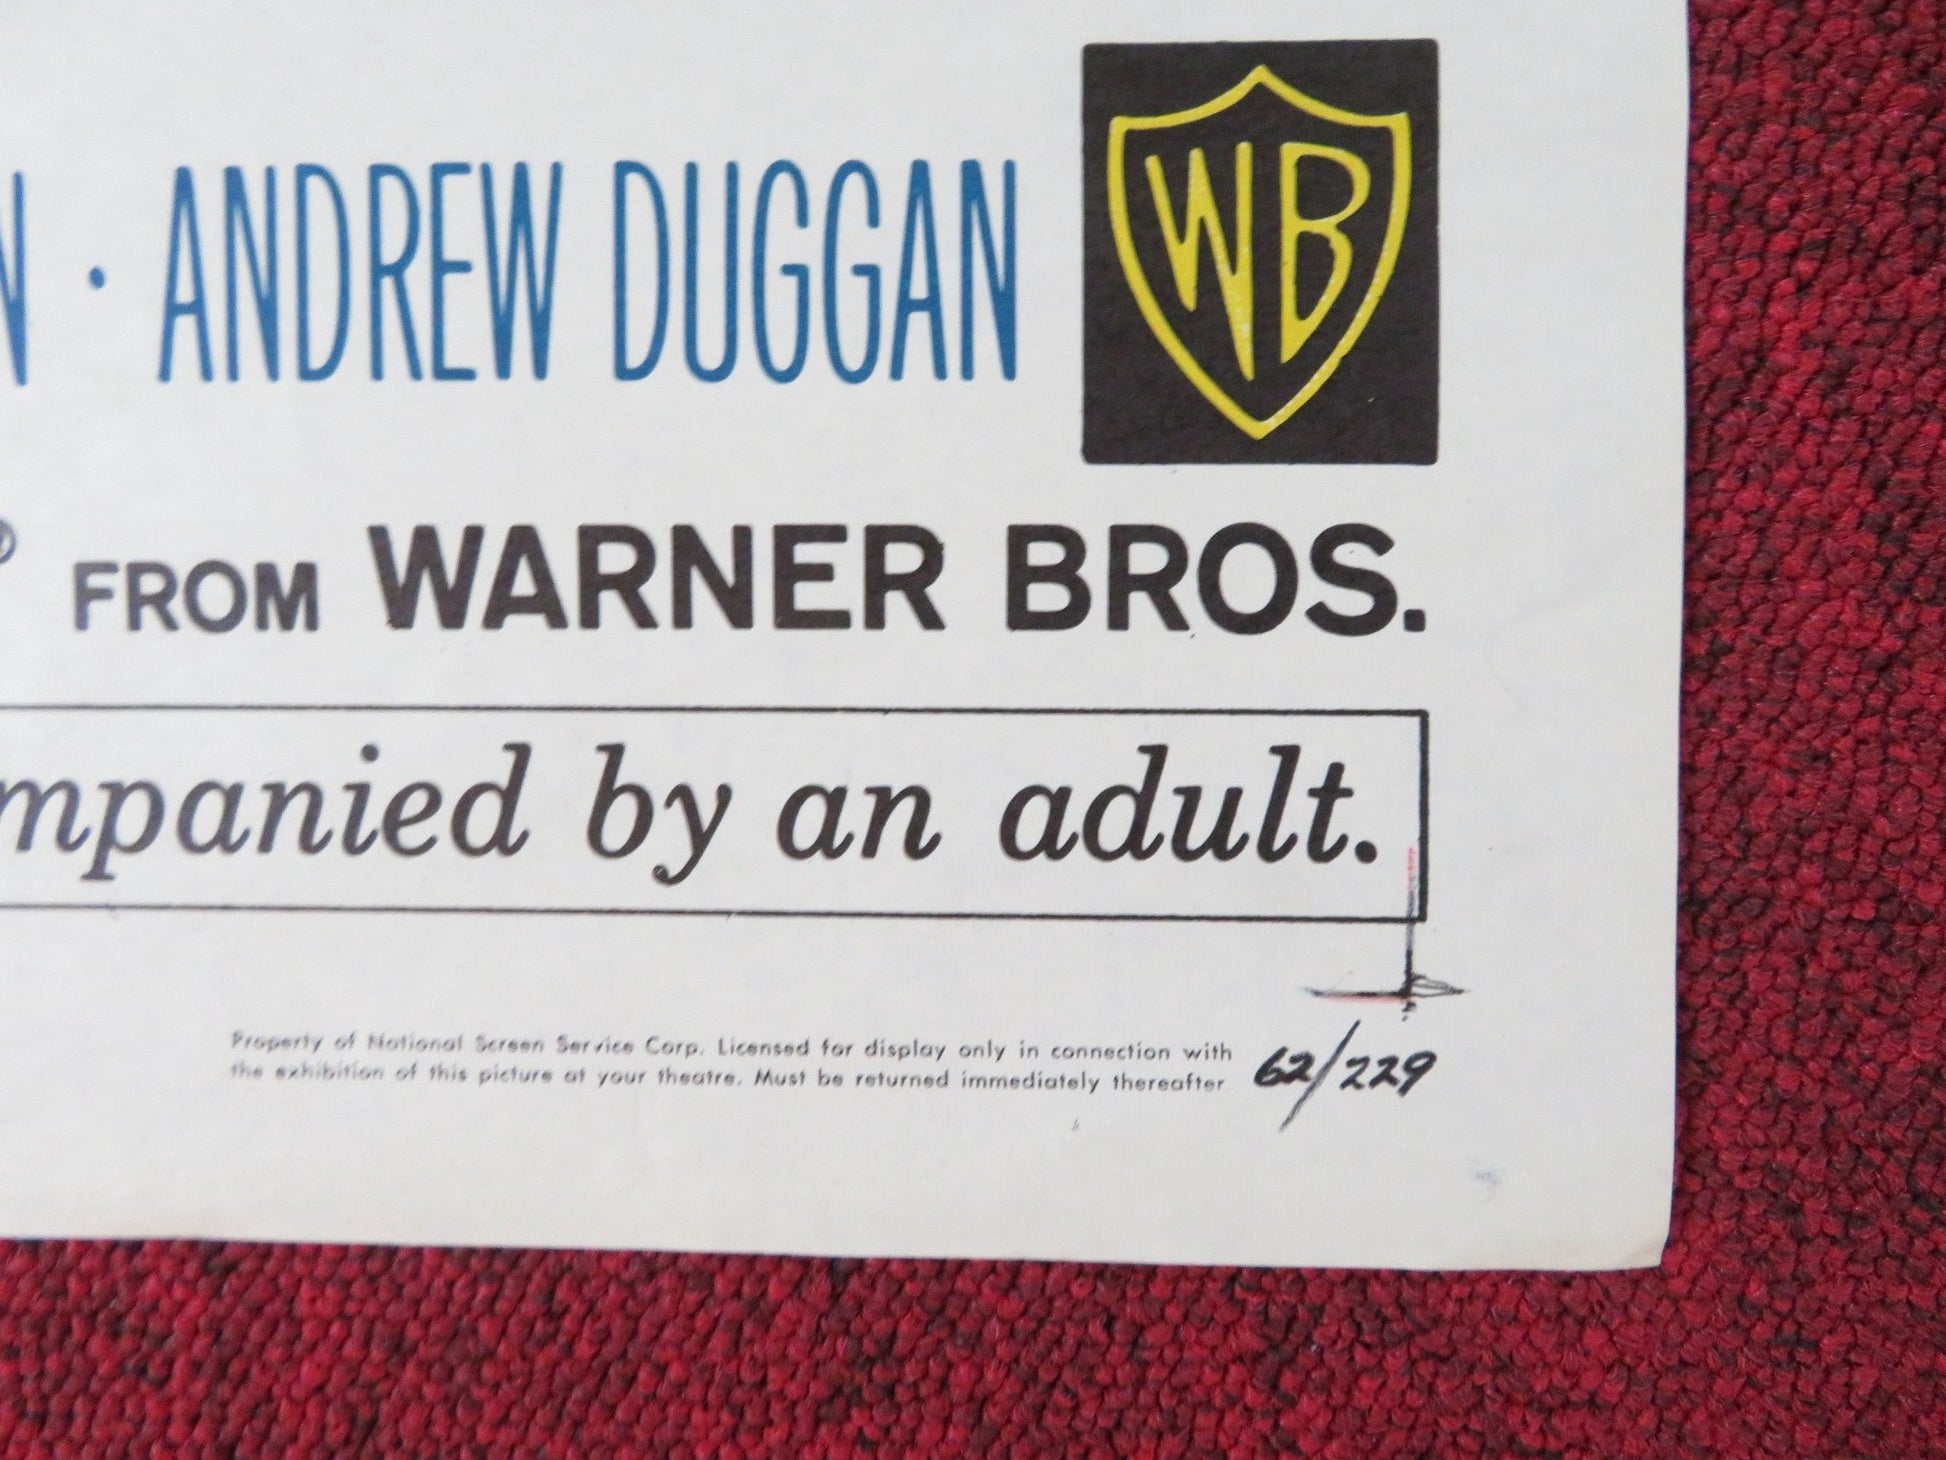 N · ANDREW DUGGAN
WB
® FROM WARNER BROS.
mpanied by an adult.
Property of National Screen Service Corp. Licensed for display only in connection with
the exhibition of this picture at your theatre. Must be returned immediately thereafter
62/229